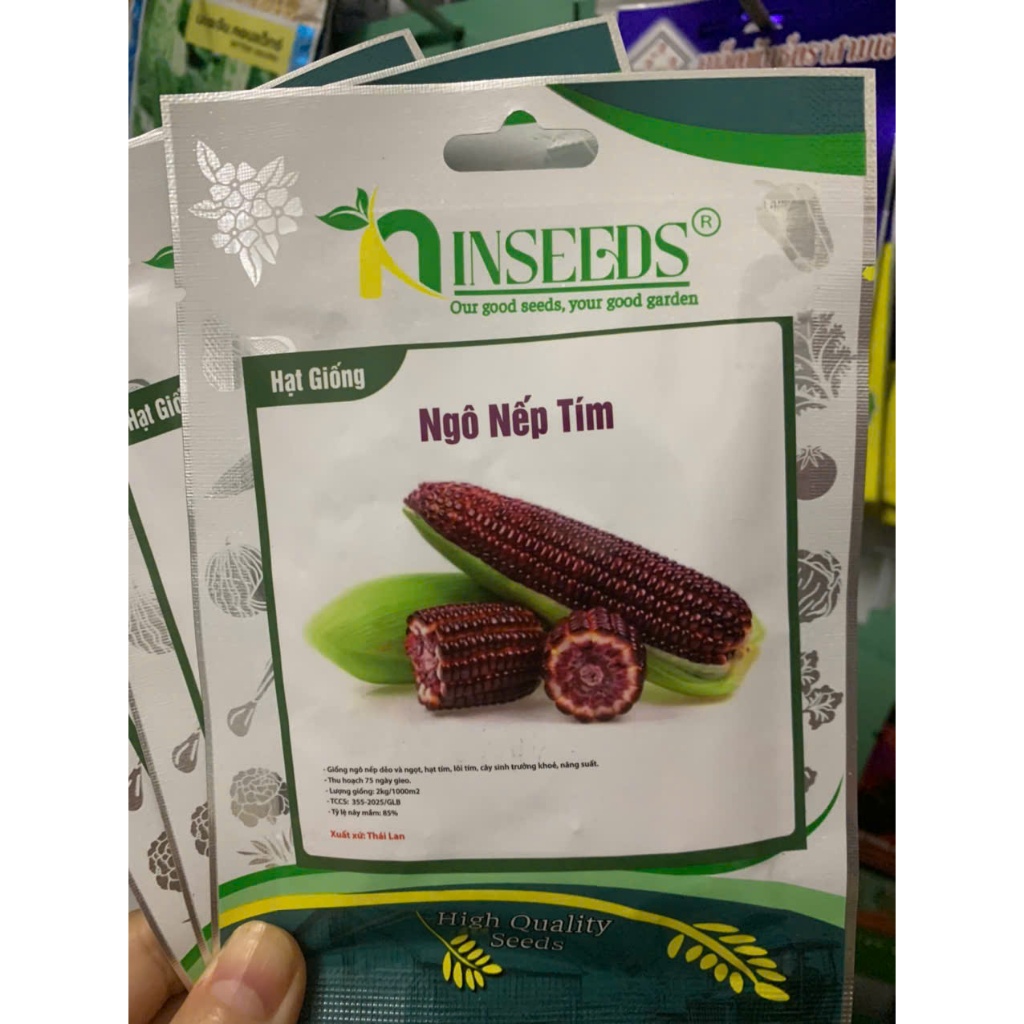 INSEEDS®
Our good seeds, your good garden
Hạt Giống
Ngô Nếp Tím
- Giống ngô nếp dẻo và ngọt, hạt tím, lõi tím, cây sinh trưởng khoẻ, năng suất.
- Thu hoạch 75 ngày gieo.
- Lượng giống: 2kg/1000m2
- TCCS: 355-2025/GLB
- Tỷ lệ nảy mầm: 85%
Xuất xứ: Thái Lan
High Quality
Seeds
Hạt Giố